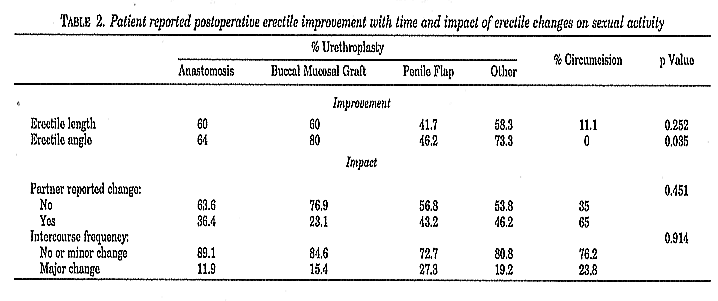 TABLE 2. Patient reported postoperative erectile improvement with time and impact of erectile changes on sexual activity
% Urethroplasty % Circumcision p Value
Anastomosis Buccal Mucosal Graft Penile Flap Other
Improvement
Erectile length 60 60 41.7 58.3 11.1 0.252
Erectile angle 64 80 46.2 73.3 0 0.035
Impact
Partner reported change: 0.451
No 63.6 76.9 56.8 53.8 35
Yes 36.4 23.1 43.2 46.2 65
Intercourse frequency: 0.914
No or minor change 89.1 84.6 72.7 80.8 76.2
Major change 11.9 15.4 27.3 19.2 23.8